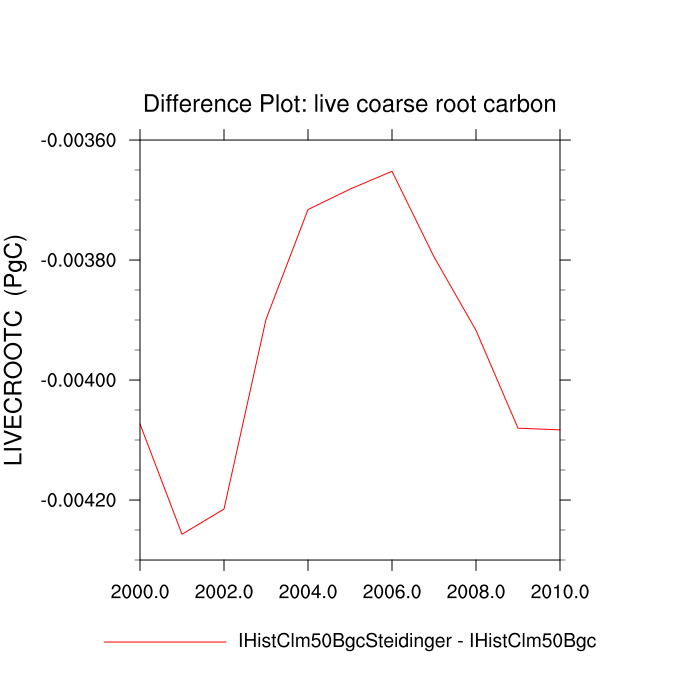 Difference Plot: live coarse root carbon
-0.00360
-0.00380
-0.00400
-0.00420
LIVECROOTC (PgC)
2000.0 2002.0 2004.0 2006.0 2008.0 2010.0
IHistClm50BgcSteidinger - IHistClm50Bgc